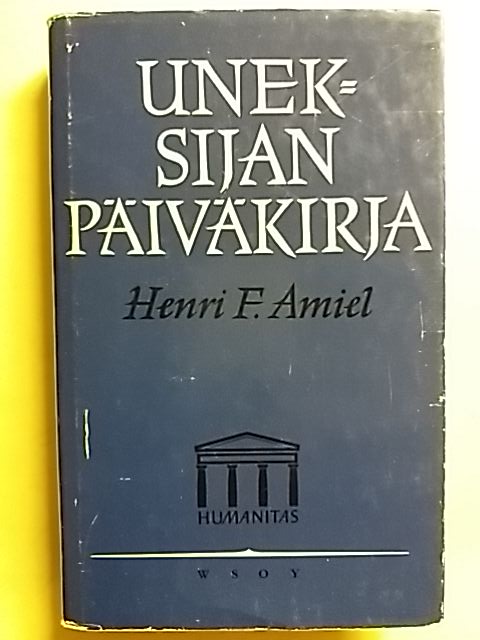 UNEK=
SIJAN
PÄIVÄKIRJA
Henri F. Amiel
HUMANITAS
WSOY